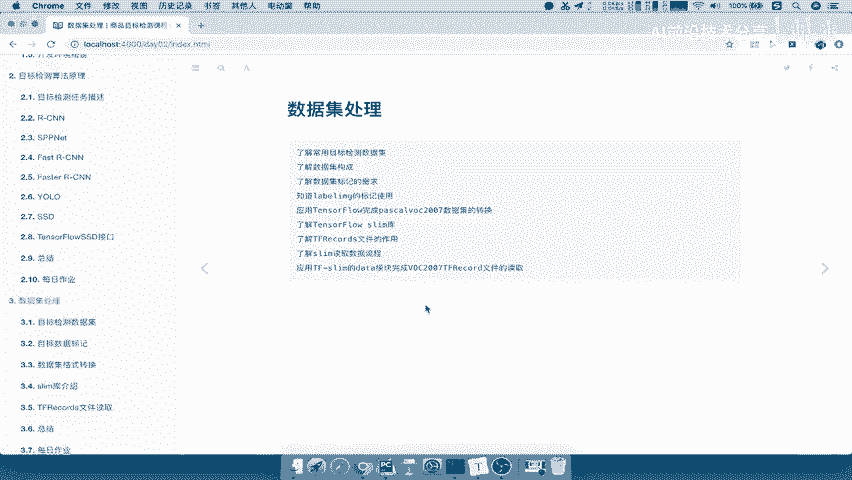 Chrome 文件 修改 视图 历史记录 书签 其他人 电动窗 帮助
100%
数据集处理 | 商品目标检测课程
localhost:4000/day02/index.html
AI前沿技术分享
2. 目标检测算法原理
2.1. 目标检测任务描述
2.2. R-CNN
2.3. SPPNet
2.4. Fast R-CNN
2.5. Faster R-CNN
2.6. YOLO
2.7. SSD
2.8. TensorFlowSSD接口
2.9. 总结
2.10. 每日作业
3. 数据集处理
3.1. 目标检测数据集
3.2. 目标数据标记
3.3. 数据集格式转换
3.4. slim库介绍
3.5. TFRecords文件读取
3.6. 总结
3.7. 每日作业
数据集处理
了解常用目标检测数据集
了解数据集构成
了解数据集标记的需求
知道labelimg的标记使用
应用TensorFlow完成pascalvoc2007数据集的转换
了解TensorFlow slim库
了解TFRecords文件的作用
了解slim读取数据流程
应用TF-slim的data模块完成VOC2007TFRecord文件的读取